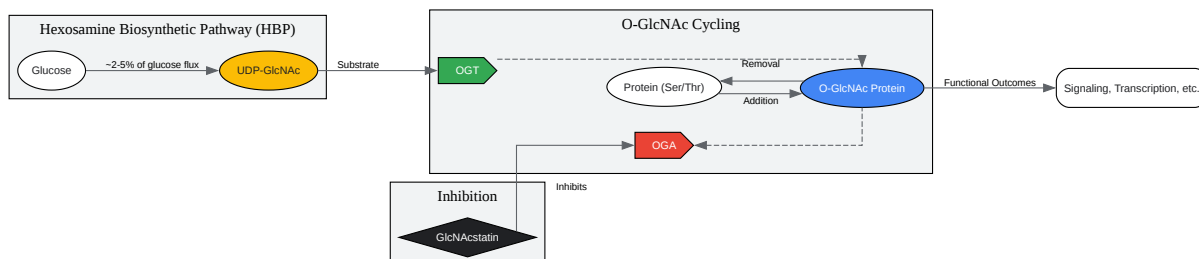 Hexosamine Biosynthetic Pathway (HBP)
Glucose
~2-5% of glucose flux
UDP-GlcNAc
Substrate
O-GlcNAc Cycling
OGT
Removal
Protein (Ser/Thr)
Addition
O-GlcNAc Protein
Functional Outcomes
Signaling, Transcription, etc.
OGA
Inhibits
Inhibition
GlcNAcstatin